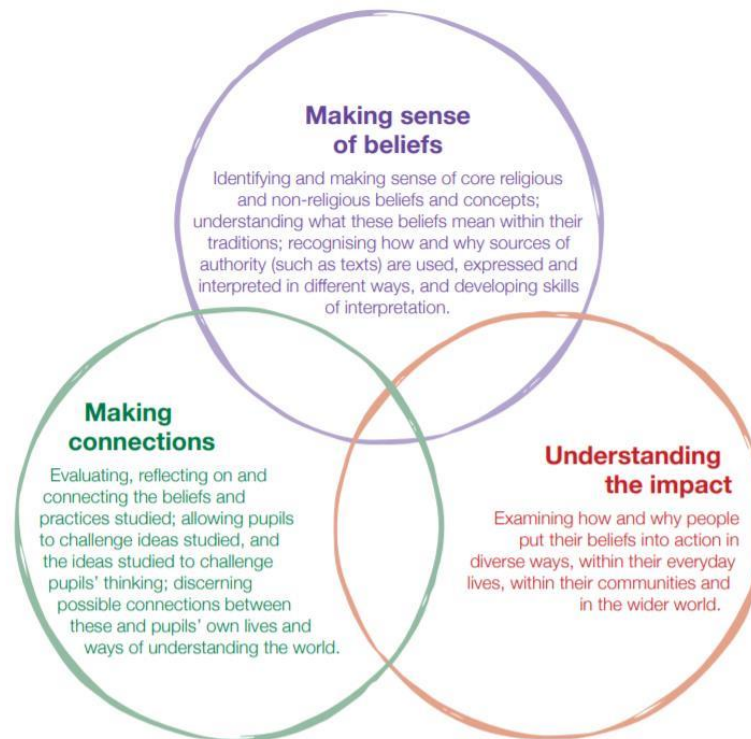 Making sense
of beliefs
Identifying and making sense of core religious
and non-religious beliefs and concepts;
understanding what these beliefs mean within their
traditions; recognising how and why sources of
authority (such as texts) are used, expressed and
interpreted in different ways, and developing skills
of interpretation.
Making
connections
Evaluating, reflecting on and
connecting the beliefs and
practices studied; allowing pupils
to challenge ideas studied, and
the ideas studied to challenge
pupils' thinking; discerning
possible connections between
these and pupils' own lives and
ways of understanding the world.
Understanding
the impact
Examining how and why people
put their beliefs into action in
diverse ways, within their everyday
lives, within their communities and
in the wider world.